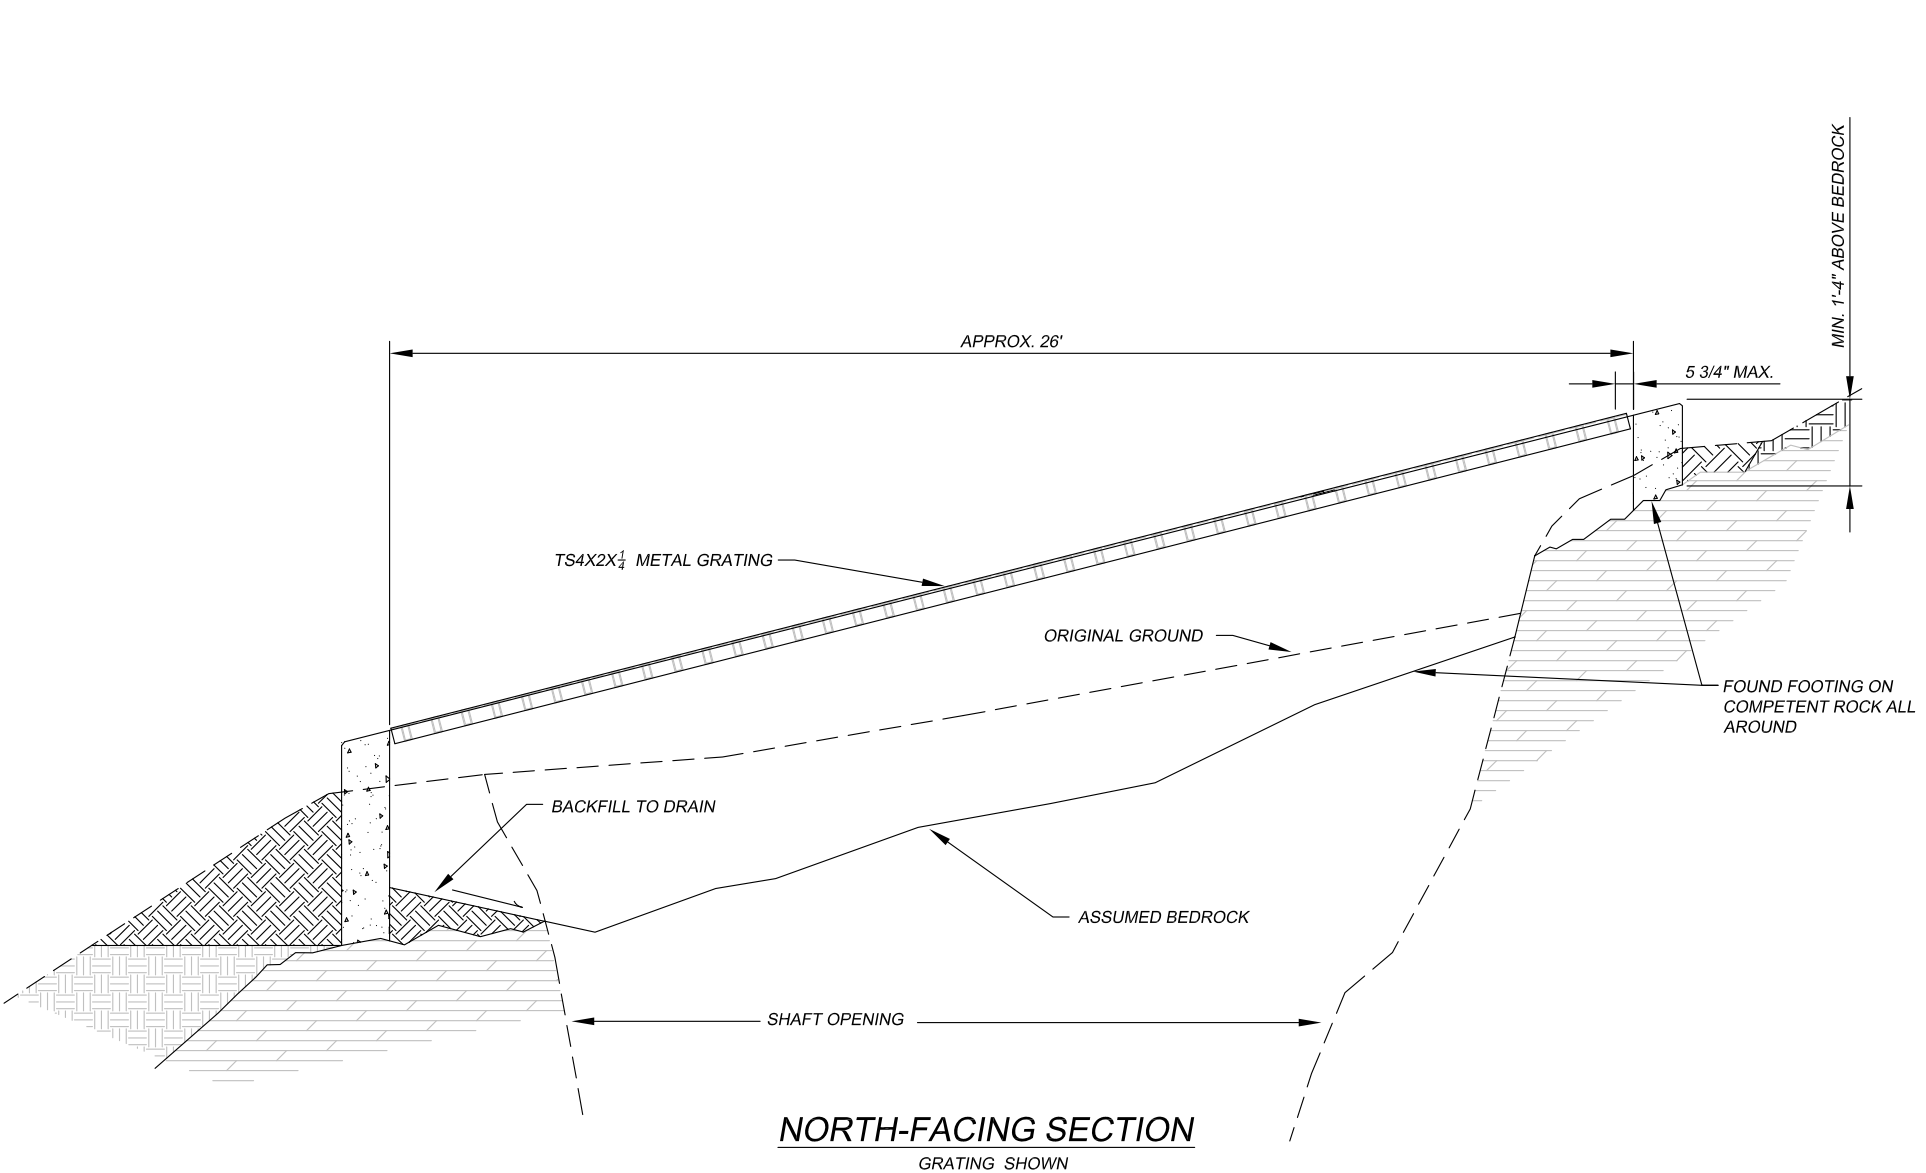 MIN. 1'-4" ABOVE BEDROCK
APPROX. 26'
5 3/4" MAX.
TS4X2X1/4 METAL GRATING
ORIGINAL GROUND
FOUND FOOTING ON
COMPETENT ROCK ALL
AROUND
BACKFILL TO DRAIN
ASSUMED BEDROCK
SHAFT OPENING
NORTH-FACING SECTION
GRATING SHOWN